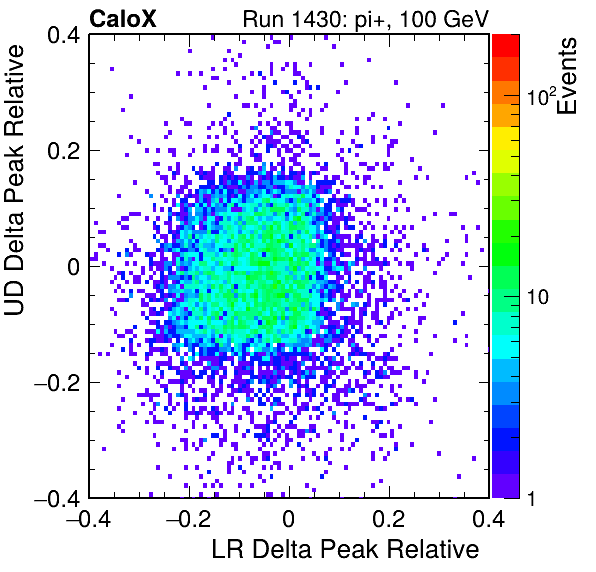 CaloX Run 1430: pi+, 100 GeV
UD Delta Peak Relative
0.4
0.2
0
−0.2
−0.4
−0.4 −0.2 0 0.2 0.4
LR Delta Peak Relative
Events
10²
10
1